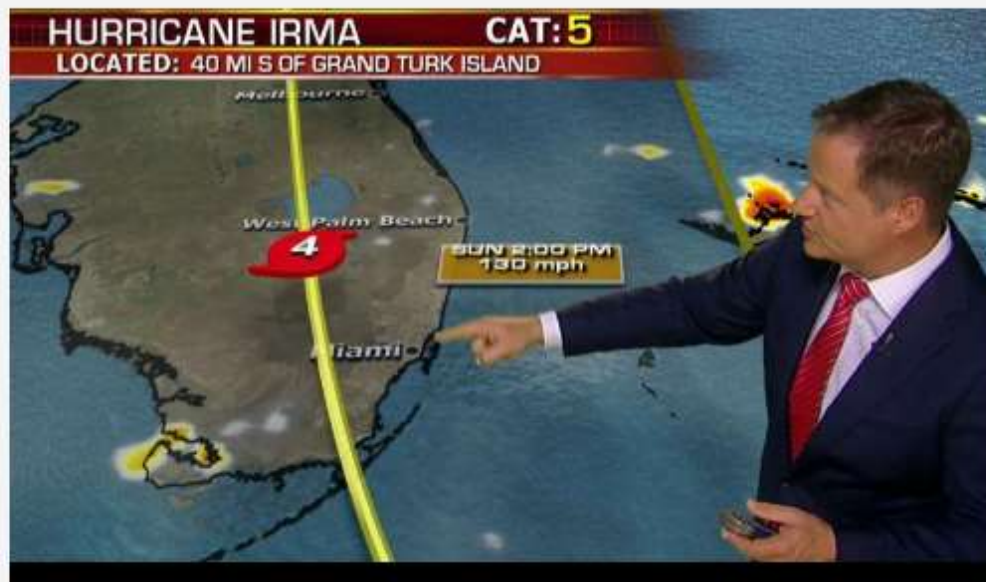 HURRICANE IRMA CAT: 5
LOCATED: 40 MI S OF GRAND TURK ISLAND
Melbourne
West Palm Beach
4
SUN 2:00 PM
130 mph
Miami